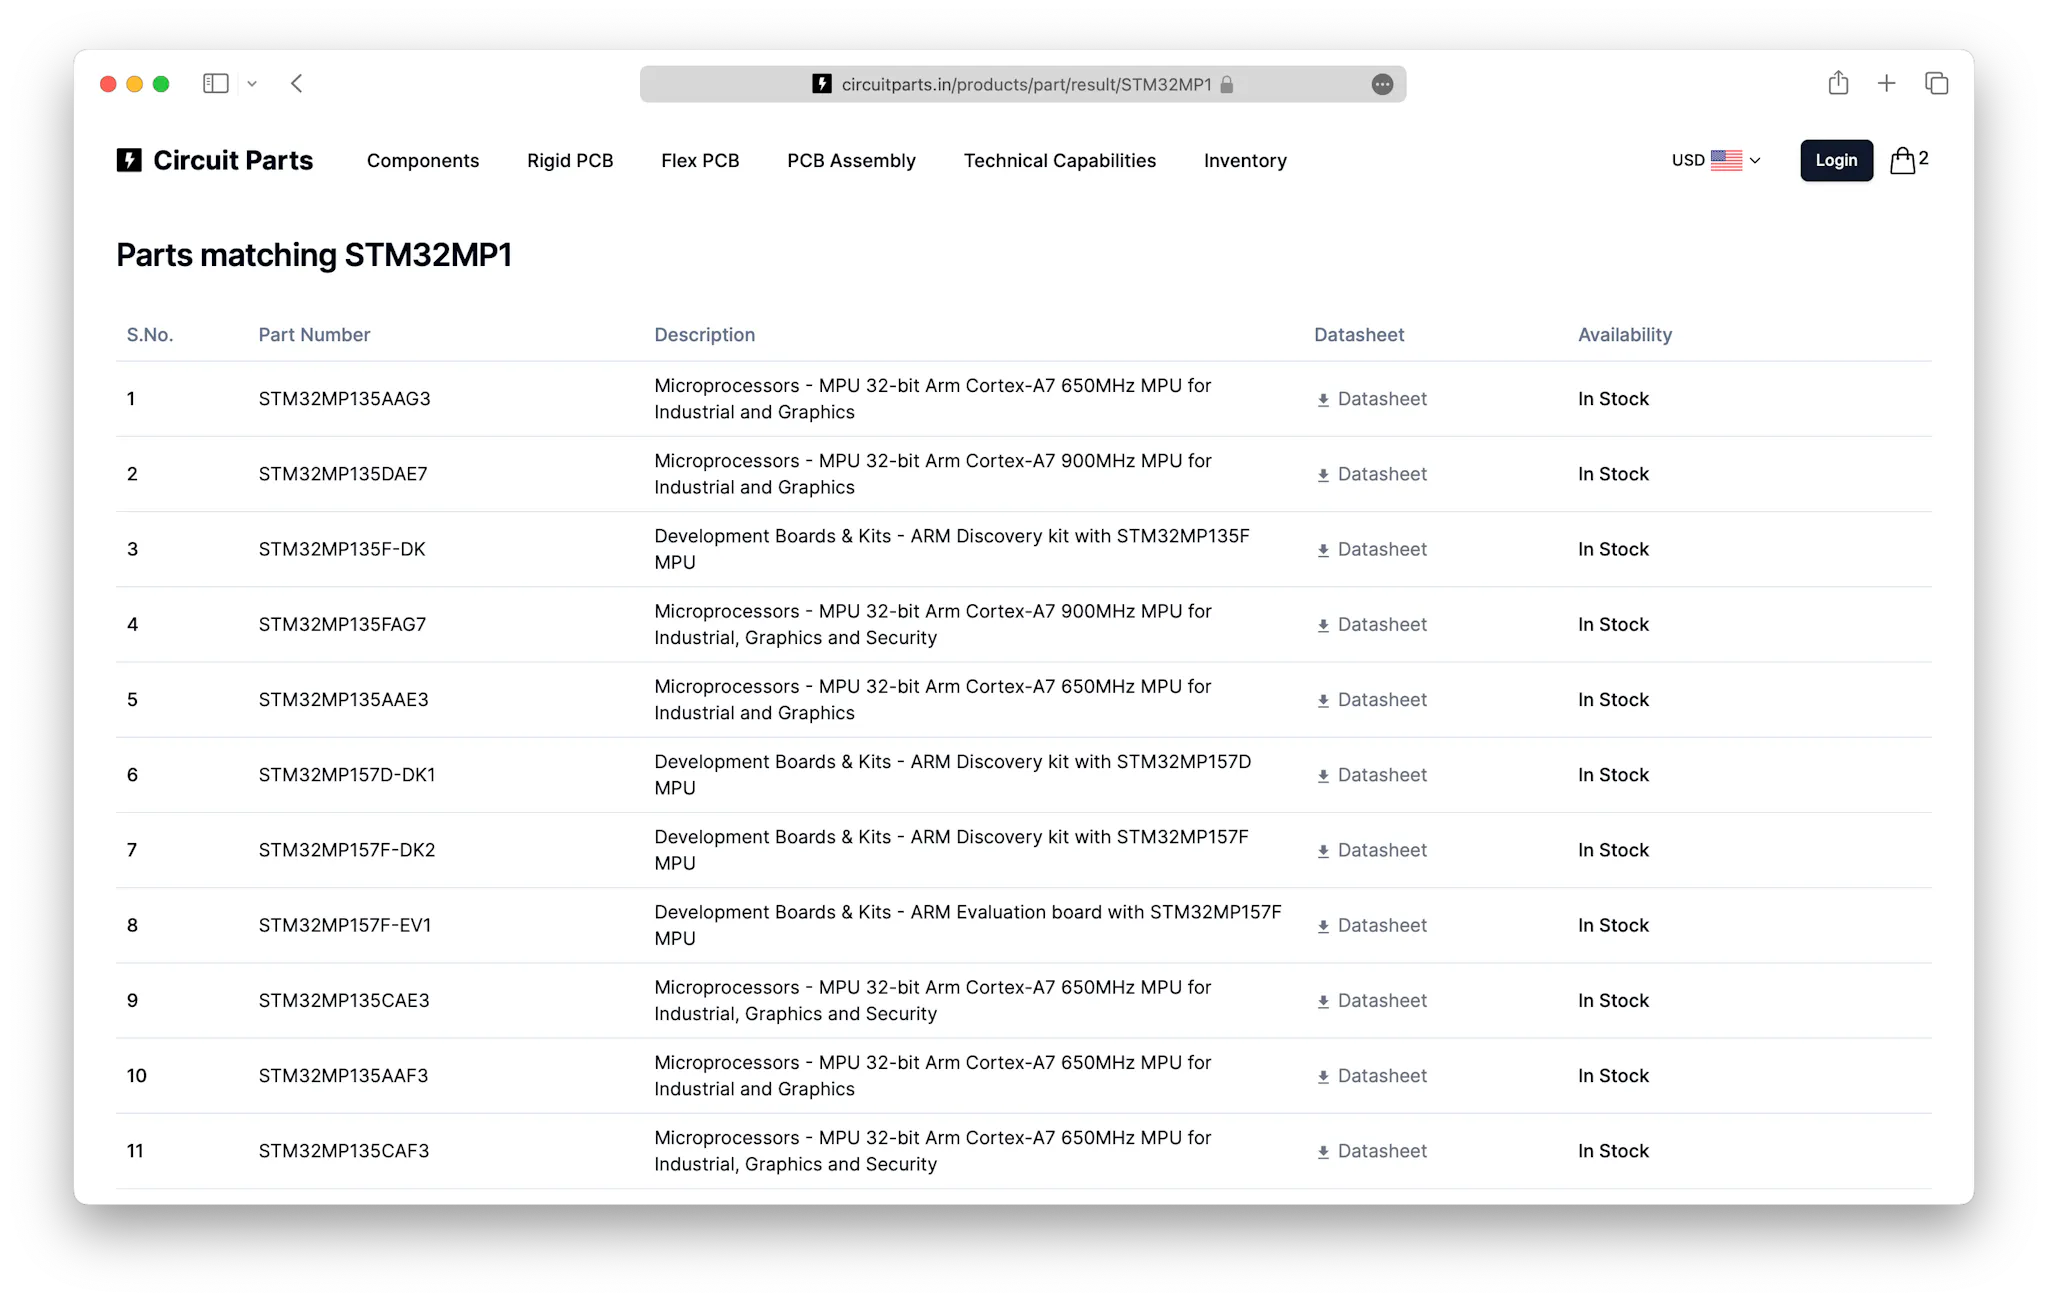 circuitparts.in/products/part/result/STM32MP1
Circuit Parts Components Rigid PCB Flex PCB PCB Assembly Technical Capabilities Inventory USD Login 2
Parts matching STM32MP1
S.No. Part Number Description Datasheet Availability
1 STM32MP135AAG3 Microprocessors - MPU 32-bit Arm Cortex-A7 650MHz MPU for
Industrial and Graphics Datasheet In Stock
2 STM32MP135DAE7 Microprocessors - MPU 32-bit Arm Cortex-A7 900MHz MPU for
Industrial and Graphics Datasheet In Stock
3 STM32MP135F-DK Development Boards & Kits - ARM Discovery kit with STM32MP135F
MPU Datasheet In Stock
4 STM32MP135FAG7 Microprocessors - MPU 32-bit Arm Cortex-A7 900MHz MPU for
Industrial, Graphics and Security Datasheet In Stock
5 STM32MP135AAE3 Microprocessors - MPU 32-bit Arm Cortex-A7 650MHz MPU for
Industrial and Graphics Datasheet In Stock
6 STM32MP157D-DK1 Development Boards & Kits - ARM Discovery kit with STM32MP157D
MPU Datasheet In Stock
7 STM32MP157F-DK2 Development Boards & Kits - ARM Discovery kit with STM32MP157F
MPU Datasheet In Stock
8 STM32MP157F-EV1 Development Boards & Kits - ARM Evaluation board with STM32MP157F
MPU Datasheet In Stock
9 STM32MP135CAE3 Microprocessors - MPU 32-bit Arm Cortex-A7 650MHz MPU for
Industrial, Graphics and Security Datasheet In Stock
10 STM32MP135AAF3 Microprocessors - MPU 32-bit Arm Cortex-A7 650MHz MPU for
Industrial and Graphics Datasheet In Stock
11 STM32MP135CAF3 Microprocessors - MPU 32-bit Arm Cortex-A7 650MHz MPU for
Industrial, Graphics and Security Datasheet In Stock